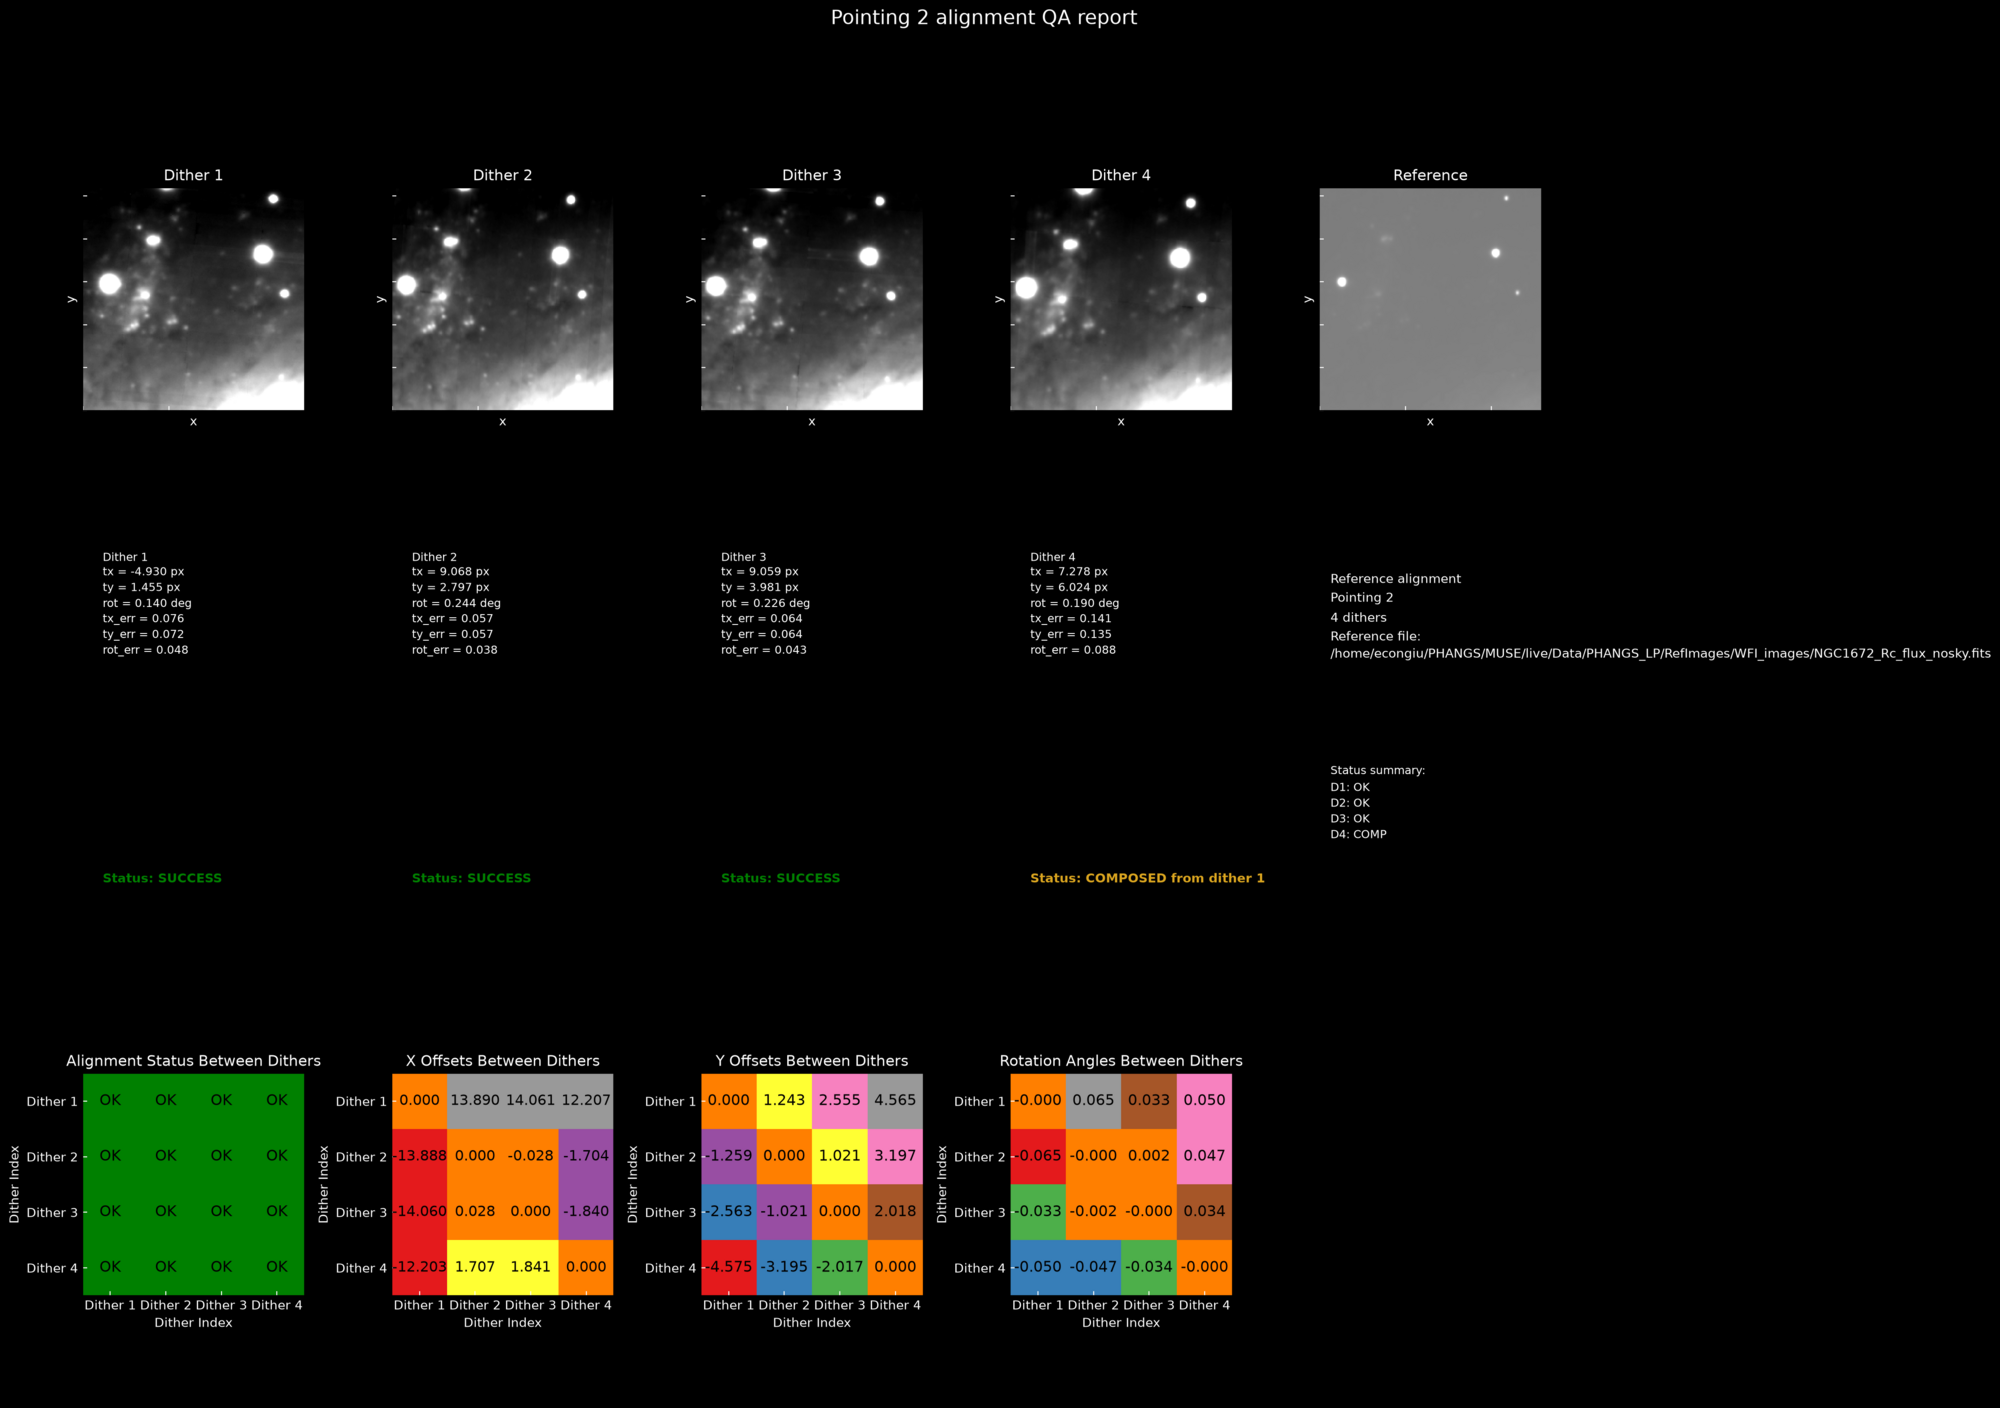 Pointing 2 alignment QA report
Dither 1
Dither 2
Dither 3
Dither 4
Reference
y
x
y
x
y
x
y
x
y
x
Dither 1
tx = -4.930 px
ty = 1.455 px
rot = 0.140 deg
tx_err = 0.076
ty_err = 0.072
rot_err = 0.048
Dither 2
tx = 9.068 px
ty = 2.797 px
rot = 0.244 deg
tx_err = 0.057
ty_err = 0.057
rot_err = 0.038
Dither 3
tx = 9.059 px
ty = 3.981 px
rot = 0.226 deg
tx_err = 0.064
ty_err = 0.064
rot_err = 0.043
Dither 4
tx = 7.278 px
ty = 6.024 px
rot = 0.190 deg
tx_err = 0.141
ty_err = 0.135
rot_err = 0.088
Reference alignment
Pointing 2
4 dithers
Reference file:
/home/econgiu/PHANGS/MUSE/live/Data/PHANGS_LP/RefImages/WFI_images/NGC1672_Rc_flux_nosky.fits
Status summary:
D1: OK
D2: OK
D3: OK
D4: COMP
Status: SUCCESS
Status: SUCCESS
Status: SUCCESS
Status: COMPOSED from dither 1
Alignment Status Between Dithers
Dither Index
Dither 1 OK OK OK OK
Dither 2 OK OK OK OK
Dither 3 OK OK OK OK
Dither 4 OK OK OK OK
Dither 1 Dither 2 Dither 3 Dither 4
Dither Index
X Offsets Between Dithers
Dither Index
Dither 1 0.000 13.890 14.061 12.207
Dither 2 -13.888 0.000 -0.028 -1.704
Dither 3 -14.060 0.028 0.000 -1.840
Dither 4 -12.203 1.707 1.841 0.000
Dither 1 Dither 2 Dither 3 Dither 4
Dither Index
Y Offsets Between Dithers
Dither Index
Dither 1 0.000 1.243 2.555 4.565
Dither 2 -1.259 0.000 1.021 3.197
Dither 3 -2.563 -1.021 0.000 2.018
Dither 4 -4.575 -3.195 -2.017 0.000
Dither 1 Dither 2 Dither 3 Dither 4
Dither Index
Rotation Angles Between Dithers
Dither Index
Dither 1 -0.000 0.065 0.033 0.050
Dither 2 -0.065 -0.000 0.002 0.047
Dither 3 -0.033 -0.002 -0.000 0.034
Dither 4 -0.050 -0.047 -0.034 -0.000
Dither 1 Dither 2 Dither 3 Dither 4
Dither Index